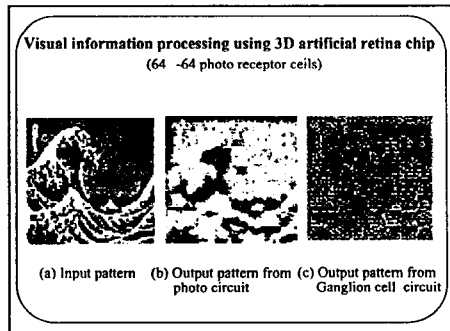 Visual information processing using 3D artificial retina chip
(64 -64 photo receptor cells)
(a) Input pattern
(b) Output pattern from photo circuit
(c) Output pattern from Ganglion cell circuit